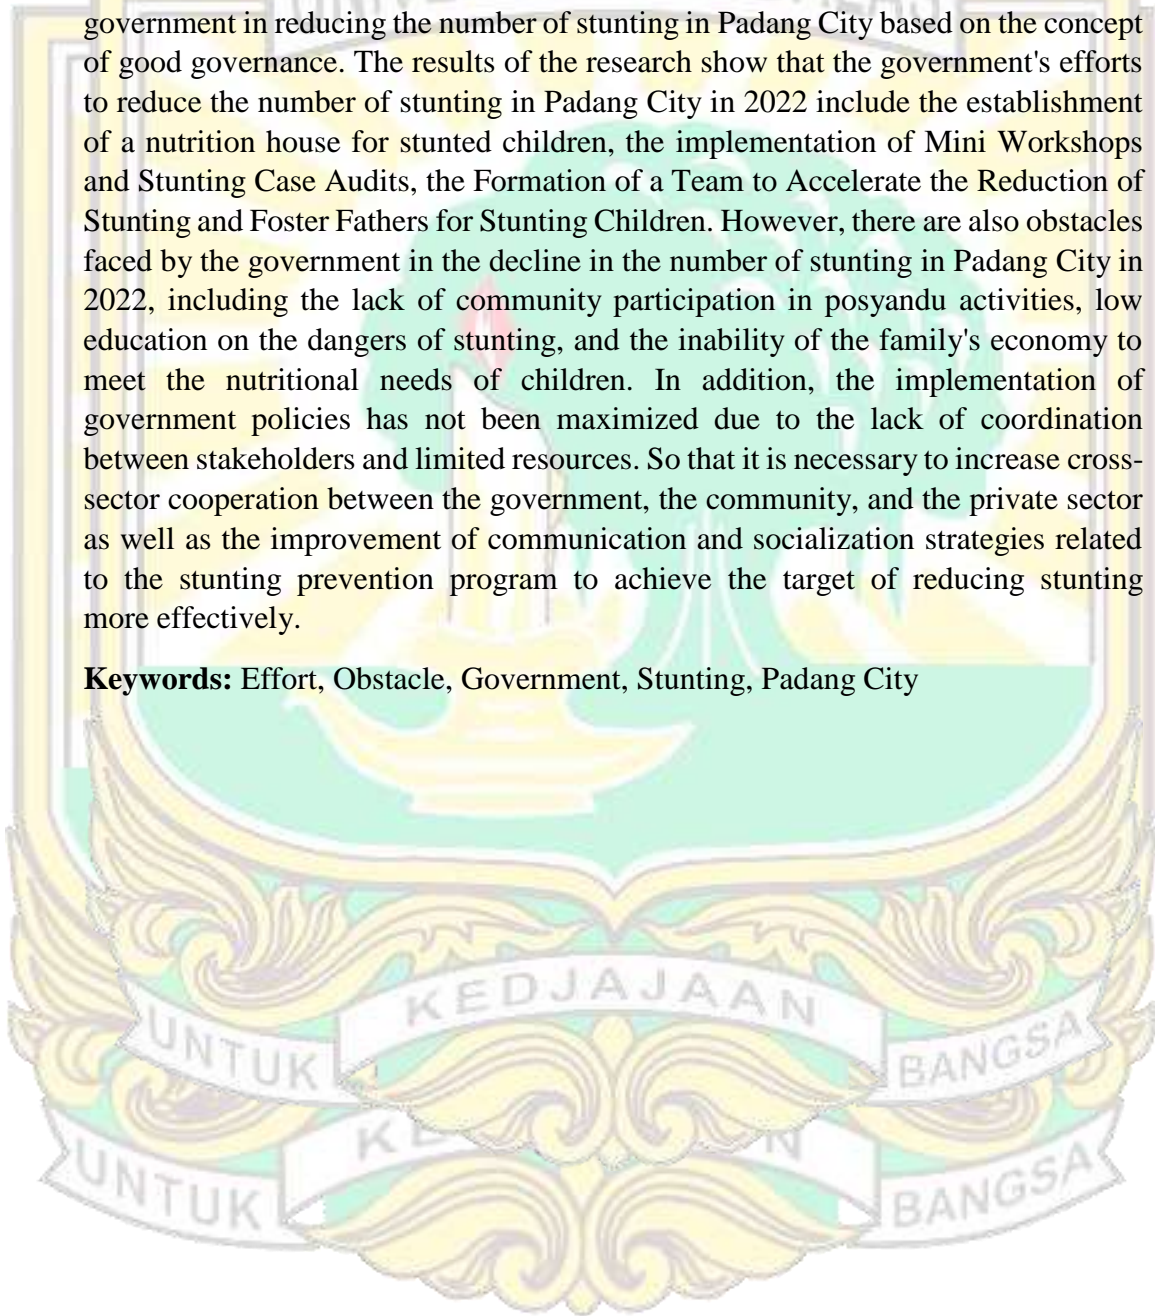 government in reducing the number of stunting in Padang City based on the concept
of good governance. The results of the research show that the government's efforts
to reduce the number of stunting in Padang City in 2022 include the establishment
of a nutrition house for stunted children, the implementation of Mini Workshops
and Stunting Case Audits, the Formation of a Team to Accelerate the Reduction of
Stunting and Foster Fathers for Stunting Children. However, there are also obstacles
faced by the government in the decline in the number of stunting in Padang City in
2022, including the lack of community participation in posyandu activities, low
education on the dangers of stunting, and the inability of the family's economy to
meet the nutritional needs of children. In addition, the implementation of
government policies has not been maximized due to the lack of coordination
between stakeholders and limited resources. So that it is necessary to increase cross-
sector cooperation between the government, the community, and the private sector
as well as the improvement of communication and socialization strategies related
to the stunting prevention program to achieve the target of reducing stunting
more effectively.
Keywords: Effort, Obstacle, Government, Stunting, Padang City
UNTUK KEDJAJAAN BANGSA
UNTUK BANGSA